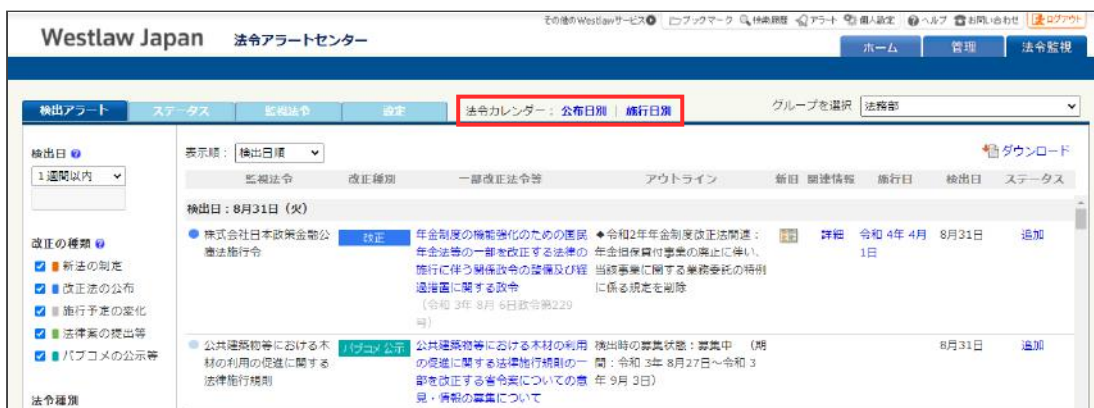 その他のWestlawサービス ブックマーク 検索履歴 アラート 個人設定 ヘルプ お問い合わせ ログアウト
Westlaw Japan 法令アラートセンター
ホーム 管理 法令監視
検出アラート ステータス 監視法令 設定 法令カレンダー： 公布日別 | 施行日別 グループを選択 法務部
検出日 表示順： 検出日順 ダウンロード
1週間以内 監視法令 改正種別 一部改正法令等 アウトライン 新旧 関連情報 施行日 検出日 ステータス
検出日：8月31日（火）
株式会社日本政策金融公 改正 年金制度の機能強化のための国民 ◆令和2年年金制度改正法関連： 詳細 令和 4年 4月 8月31日 追加
庫法施行令 年金法等の一部を改正する法律の 年金担保貸付事業の廃止に伴い、 1日
施行に伴う関係政令の整備及び経 当該事業に関する業務委託の特例
過措置に関する政令 に係る規定を削除
（令和 3年 8月 6日政令第229
号）
改正の種類
新法の制定
改正法の公布
施行予定の変化
法律案の提出等
パブコメの公示等
公共建築物等における木 パブコメ公示 公共建築物等における木材の利用 検出時の募集状態：募集中 （期 8月31日 追加
材の利用の促進に関する の促進に関する法律施行規則の一 間：令和 3年 8月27日～令和 3
法律施行規則 部を改正する省令案についての意 年 9月 3日）
見・情報の募集について
法令種別